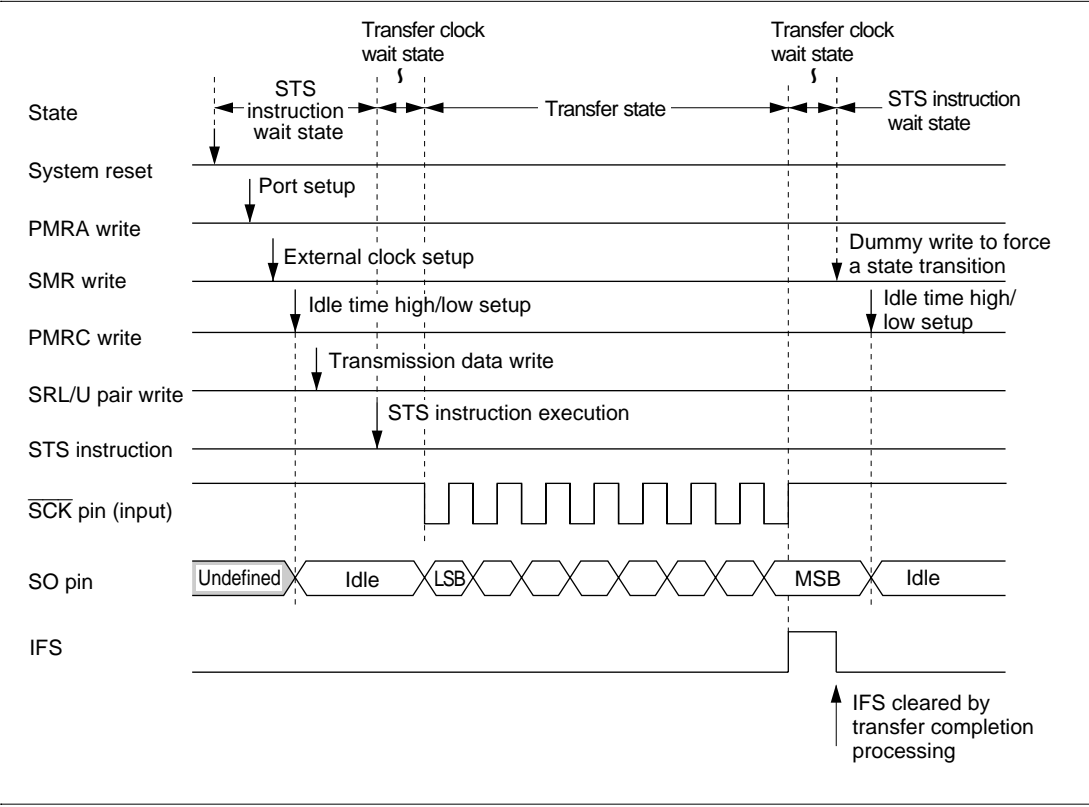 Transfer clock
wait state
Transfer clock
wait state
State
STS
instruction
wait state
Transfer state
STS instruction
wait state
System reset
Port setup
PMRA write
External clock setup
Dummy write to force
a state transition
SMR write
Idle time high/low setup
Idle time high/
low setup
PMRC write
Transmission data write
SRL/U pair write
STS instruction execution
STS instruction
SCK pin (input)
SO pin
Undefined
Idle
LSB
MSB
Idle
IFS
IFS cleared by
transfer completion
processing